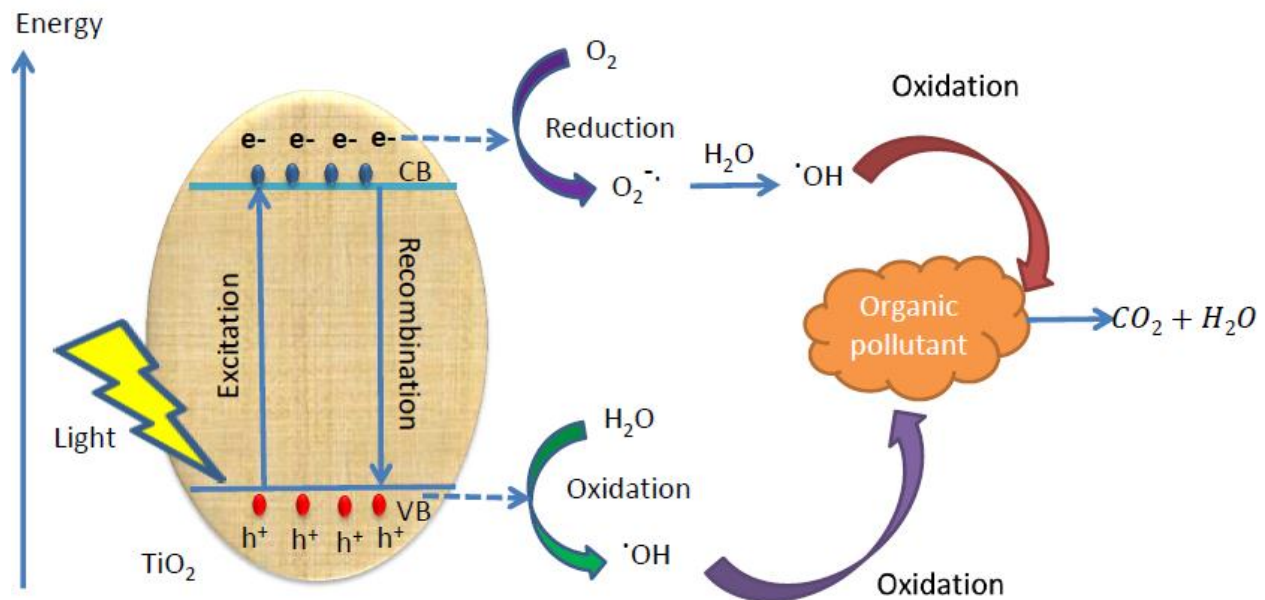 Energy
O₂
Oxidation
e- e- e- e-
Reduction
CB
H₂O
O₂⁻·
·OH
Excitation
Recombination
Organic
pollutant
CO₂ + H₂O
Light
H₂O
Oxidation
VB
h⁺ h⁺ h⁺ h⁺
·OH
TiO₂
Oxidation